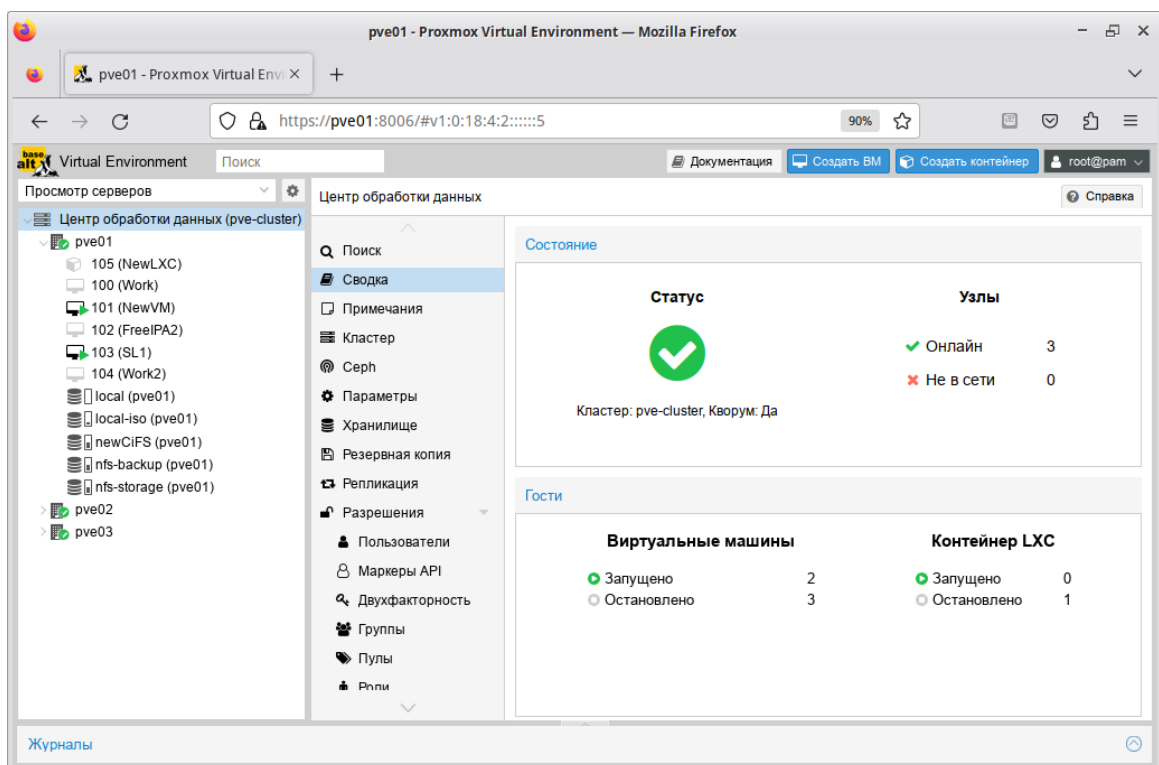 pve01 - Proxmox Virtual Environment — Mozilla Firefox
pve01 - Proxmox Virtual Envi
https://pve01:8006/#v1:0:18:4:2::::::5
90%
base
alt Virtual Environment
Поиск
Документация
Создать ВМ
Создать контейнер
root@pam
Просмотр серверов
Центр обработки данных (pve-cluster)
pve01
105 (NewLXC)
100 (Work)
101 (NewVM)
102 (FreeIPA2)
103 (SL1)
104 (Work2)
local (pve01)
local-iso (pve01)
newCiFS (pve01)
nfs-backup (pve01)
nfs-storage (pve01)
pve02
pve03
Центр обработки данных
Справка
Поиск
Сводка
Примечания
Кластер
Ceph
Параметры
Хранилище
Резервная копия
Репликация
Разрешения
Пользователи
Маркеры API
Двухфакторность
Группы
Пулы
Роли
Состояние
Статус
Кластер: pve-cluster, Кворум: Да
Узлы
Онлайн 3
Не в сети 0
Гости
Виртуальные машины
Запущено 2
Остановлено 3
Контейнер LXC
Запущено 0
Остановлено 1
Журналы